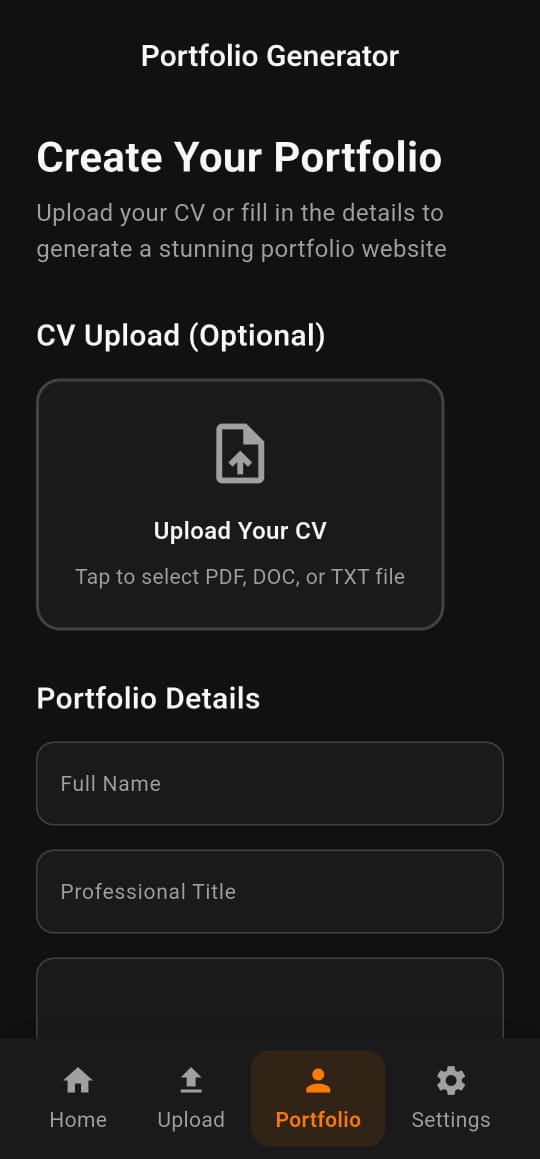 Portfolio Generator
Create Your Portfolio
Upload your CV or fill in the details to
generate a stunning portfolio website
CV Upload (Optional)
Upload Your CV
Tap to select PDF, DOC, or TXT file
Portfolio Details
Full Name
Professional Title
Home
Upload
Portfolio
Settings